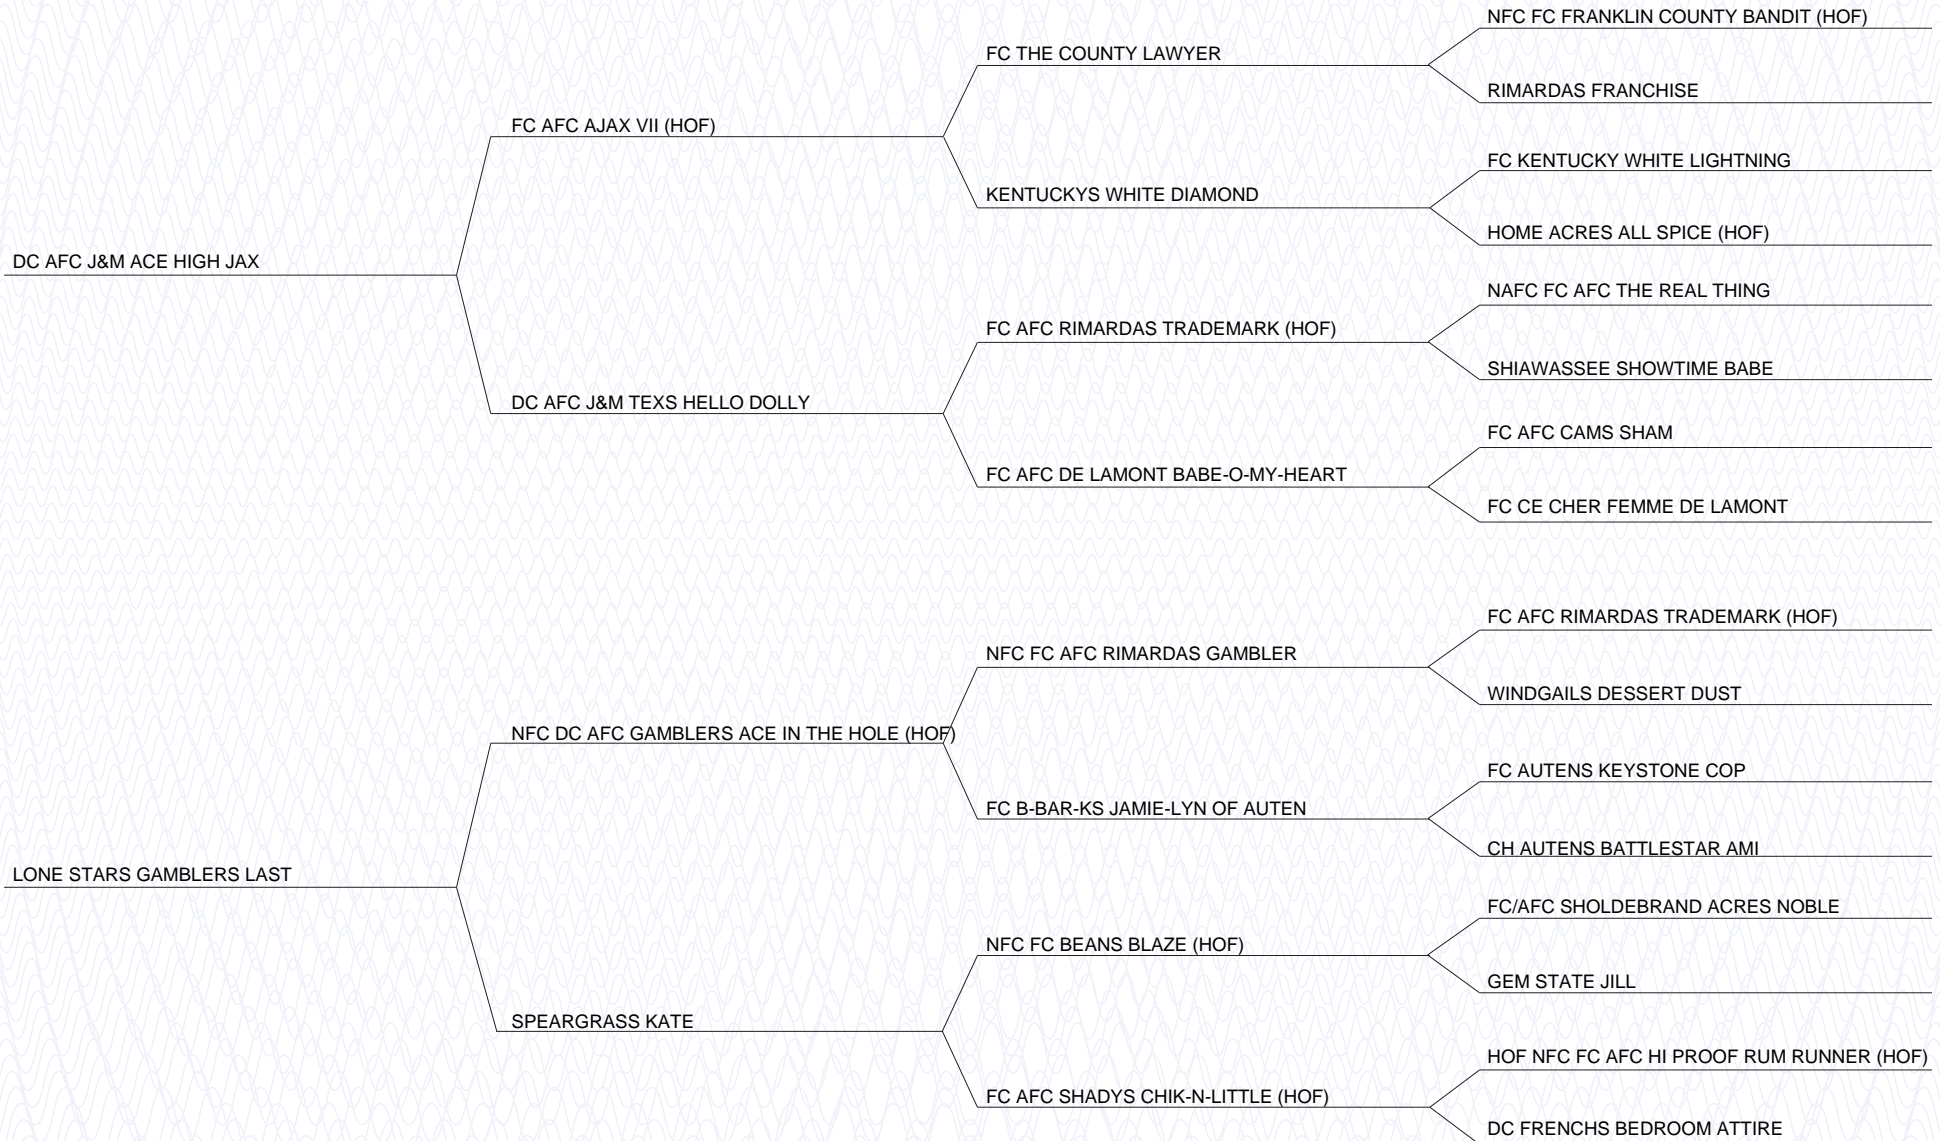 NFC FC FRANKLIN COUNTY BANDIT (HOF)
FC THE COUNTY LAWYER
RIMARDAS FRANCHISE
FC AFC AJAX VII (HOF)
FC KENTUCKY WHITE LIGHTNING
KENTUCKYS WHITE DIAMOND
HOME ACRES ALL SPICE (HOF)
DC AFC J&M ACE HIGH JAX
NAFC FC AFC THE REAL THING
FC AFC RIMARDAS TRADEMARK (HOF)
SHIAWASSEE SHOWTIME BABE
DC AFC J&M TEXS HELLO DOLLY
FC AFC CAMS SHAM
FC AFC DE LAMONT BABE-O-MY-HEART
FC CE CHER FEMME DE LAMONT
FC AFC RIMARDAS TRADEMARK (HOF)
NFC FC AFC RIMARDAS GAMBLER
WINDGAILS DESSERT DUST
NFC DC AFC GAMBLERS ACE IN THE HOLE (HOF)
FC AUTENS KEYSTONE COP
FC B-BAR-KS JAMIE-LYN OF AUTEN
CH AUTENS BATTLESTAR AMI
LONE STARS GAMBLERS LAST
FC/AFC SHOLDEBRAND ACRES NOBLE
NFC FC BEANS BLAZE (HOF)
GEM STATE JILL
SPEARGRASS KATE
HOF NFC FC AFC HI PROOF RUM RUNNER (HOF)
FC AFC SHADYS CHIK-N-LITTLE (HOF)
DC FRENCHS BEDROOM ATTIRE